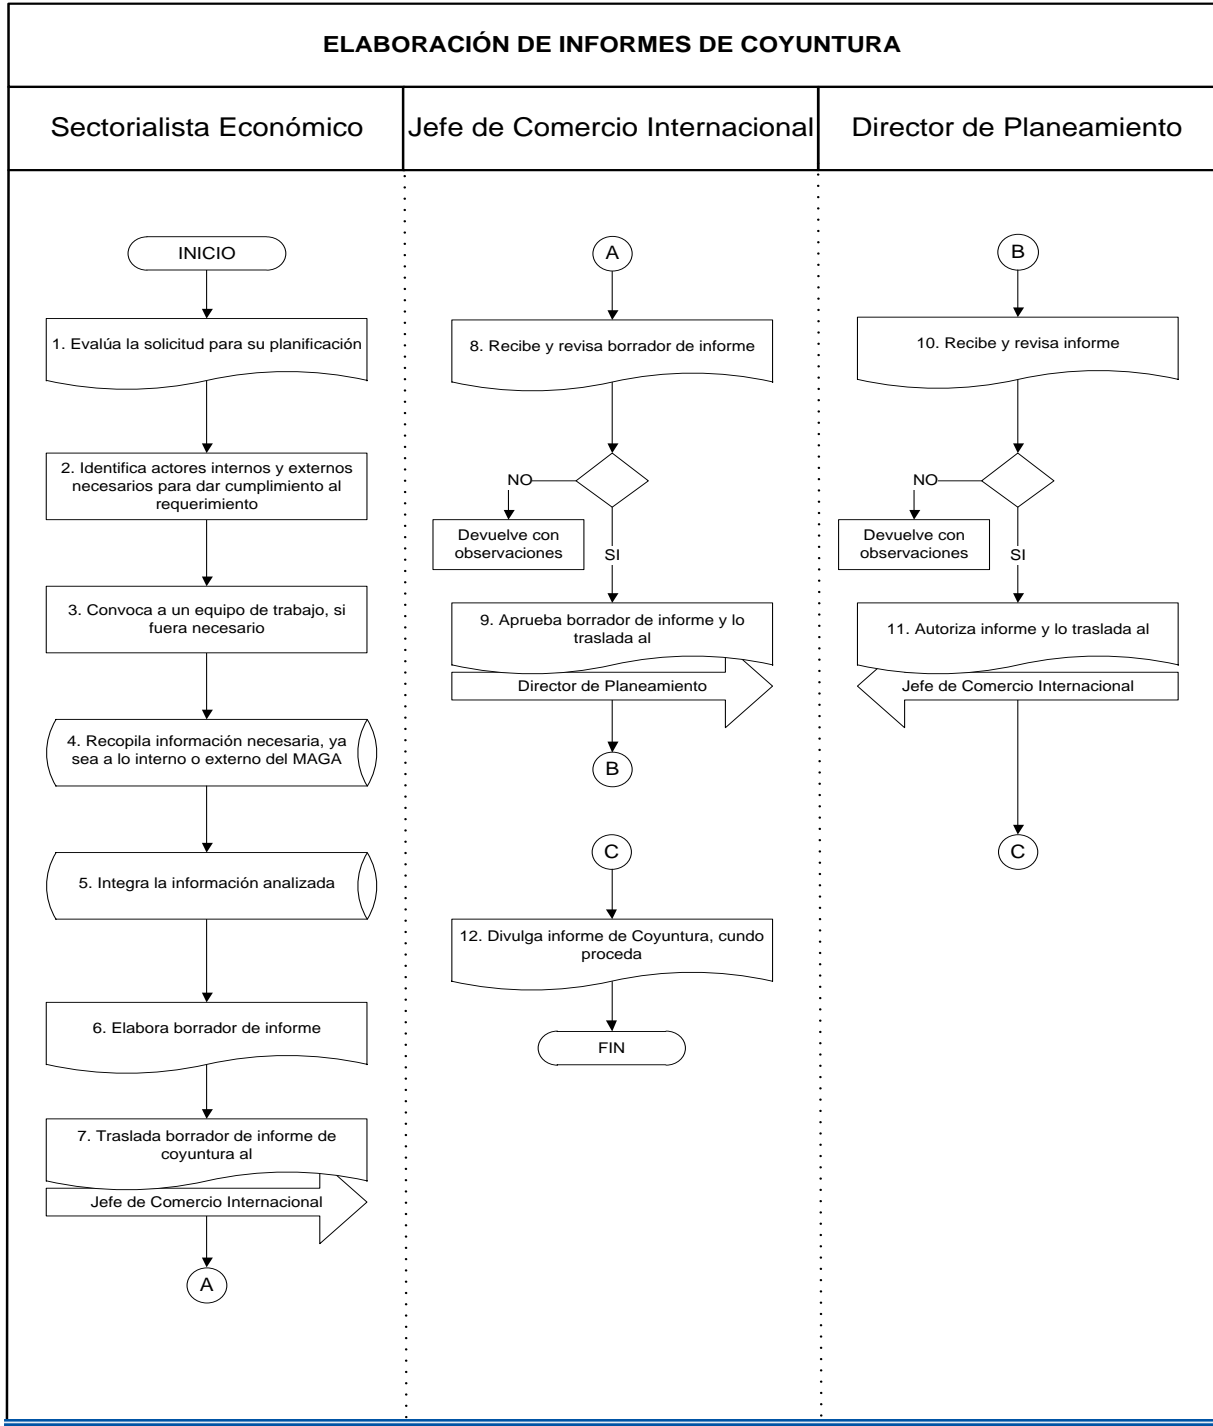 ELABORACIÓN DE INFORMES DE COYUNTURA
Sectorialista Económico
Jefe de Comercio Internacional
Director de Planeamiento
INICIO
1. Evalúa la solicitud para su planificación
2. Identifica actores internos y externos
necesarios para dar cumplimiento al
requerimiento
3. Convoca a un equipo de trabajo, si
fuera necesario
4. Recopila información necesaria, ya
sea a lo interno o externo del MAGA
5. Integra la información analizada
6. Elabora borrador de informe
7. Traslada borrador de informe de
coyuntura al
Jefe de Comercio Internacional
A
A
8. Recibe y revisa borrador de informe
NO
Devuelve con
observaciones
SI
9. Aprueba borrador de informe y lo
traslada al
Director de Planeamiento
B
C
12. Divulga informe de Coyuntura, cundo
proceda
FIN
B
10. Recibe y revisa informe
NO
Devuelve con
observaciones
SI
11. Autoriza informe y lo traslada al
Jefe de Comercio Internacional
C